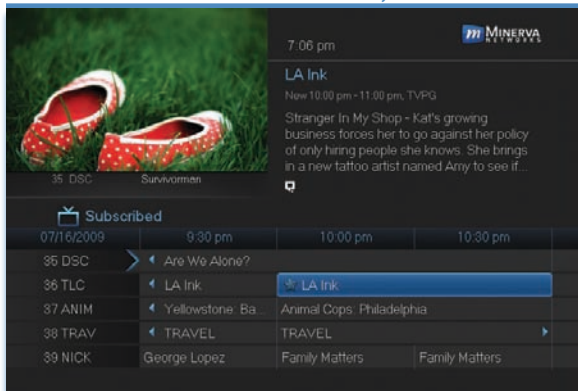 7:06 pm
m MINERVA
NETWORKS
LA Ink
New 10:00 pm - 11:00 pm, TVPG
Stranger In My Shop - Kat's growing
business forces her to go against her policy
of only hiring people she knows. She brings
in a new tattoo artist named Amy to see if...
35 DSC Survivorman
Subscribed
07/16/2009 9:30 pm 10:00 pm 10:30 pm
35 DSC Are We Alone?
36 TLC LA Ink LA Ink
37 ANIM Yellowstone: Ba... Animal Cops: Philadelphia
38 TRAV TRAVEL TRAVEL
39 NICK George Lopez Family Matters Family Matters